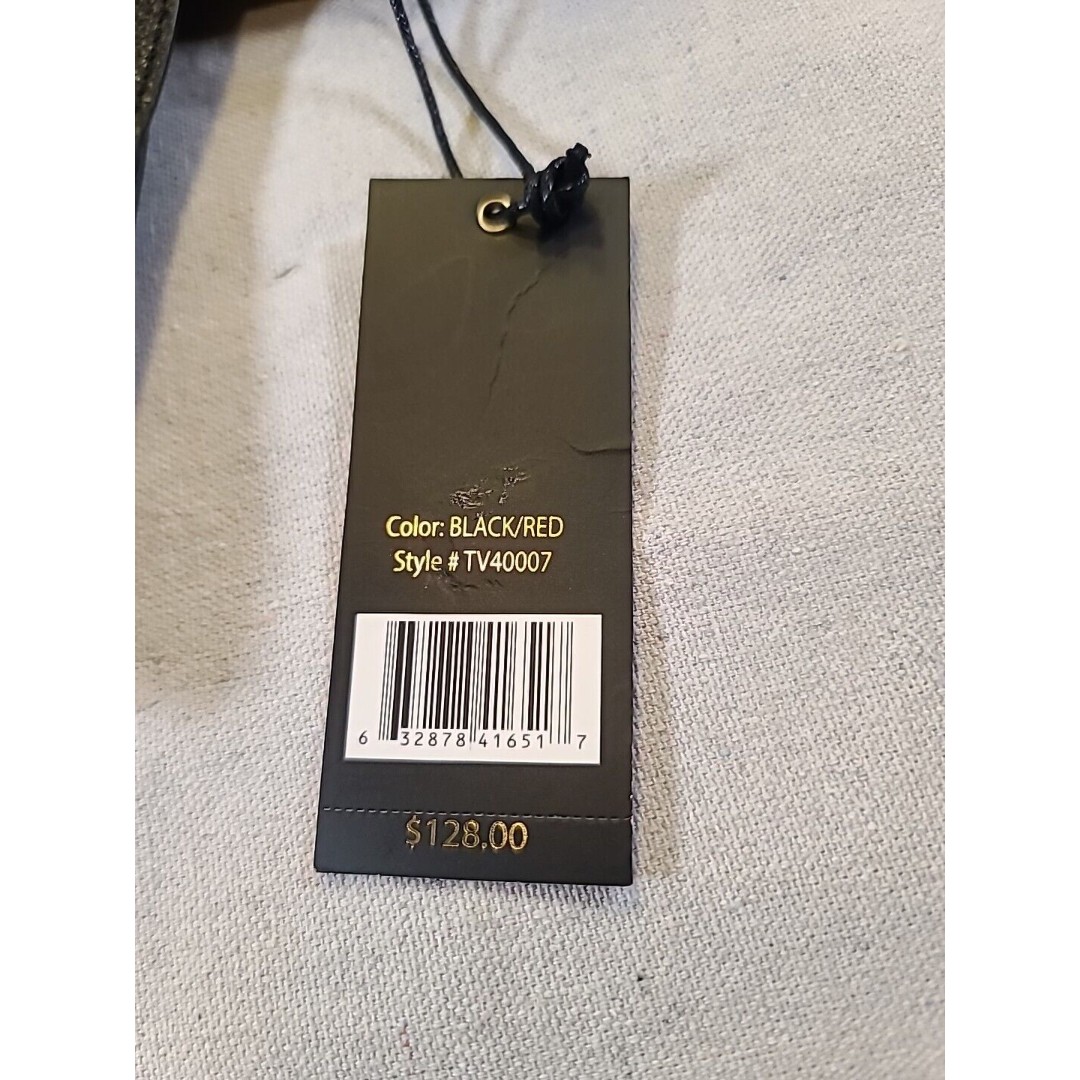 Color: BLACK/RED
Style # TV40007
6 32878 41651 7
$128.00